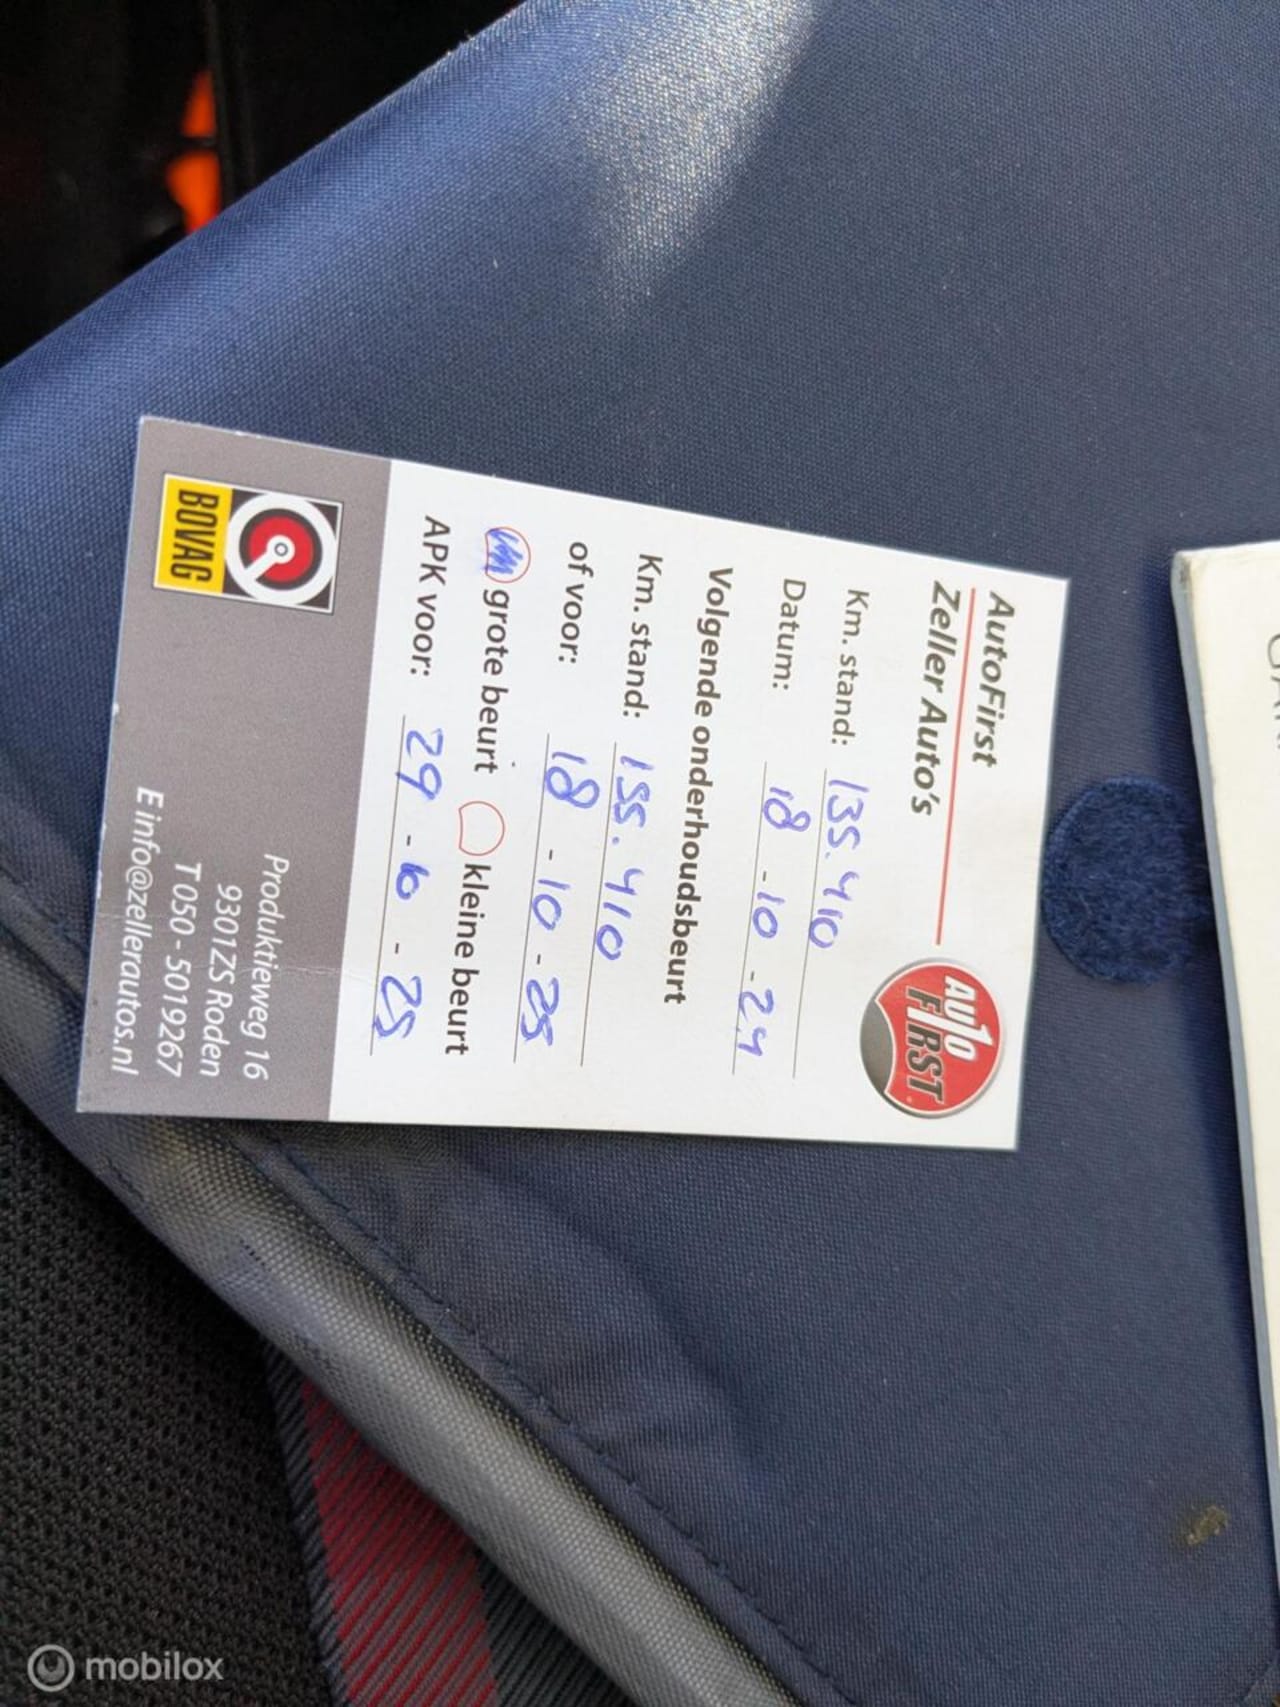 AutoFirst
Zeller Auto's
AU10
FIRST
Km. stand: 135.410
Datum: 18-10-24
Volgende onderhoudsbeurt
Km. stand: 155.410
of voor: 18-10-25
grote beurt kleine beurt
APK voor: 29-10-25
BOVAG
Produktieweg 16
9301ZS Roden
T 050 - 5019267
E info@zellerautos.nl
mobilox